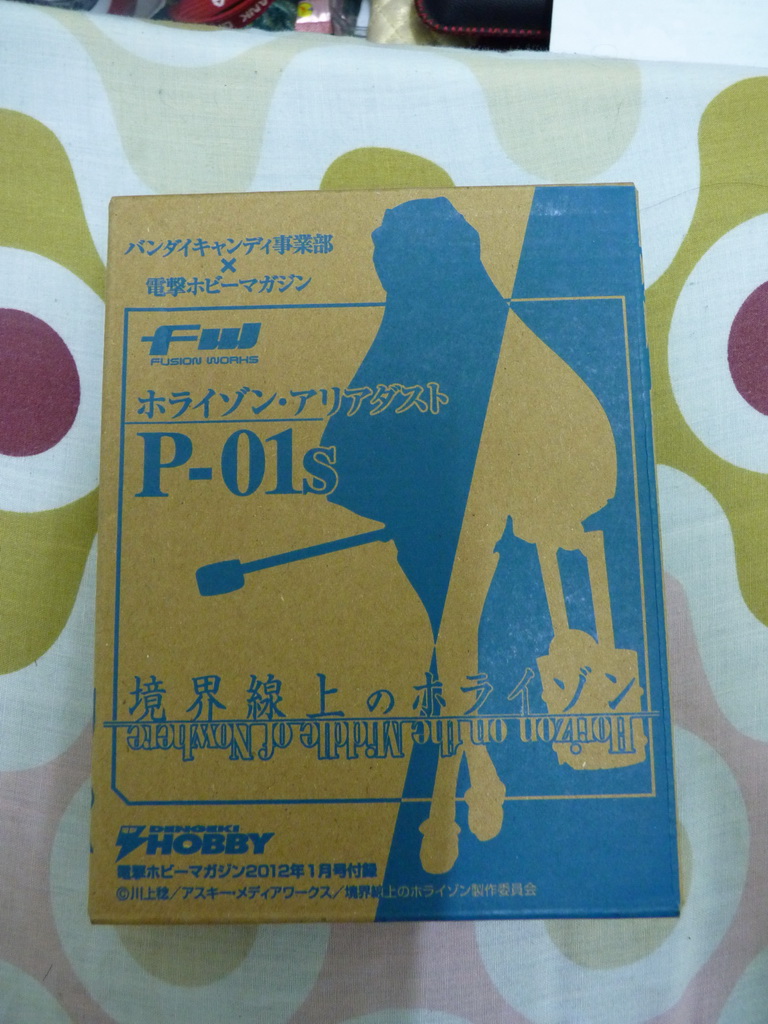 バンダイキャンディ事業部
×
電撃ホビーマガジン
FW
FUSION WORKS
ホライゾン・アリアダスト
P-01s
境界線上のホライゾン
Horizon on the Middle of Nowhere
電撃
DENGEKI
HOBBY
電撃ホビーマガジン2012年1月号付録
©川上稔／アスキー・メディアワークス／境界線上のホライゾン製作委員会